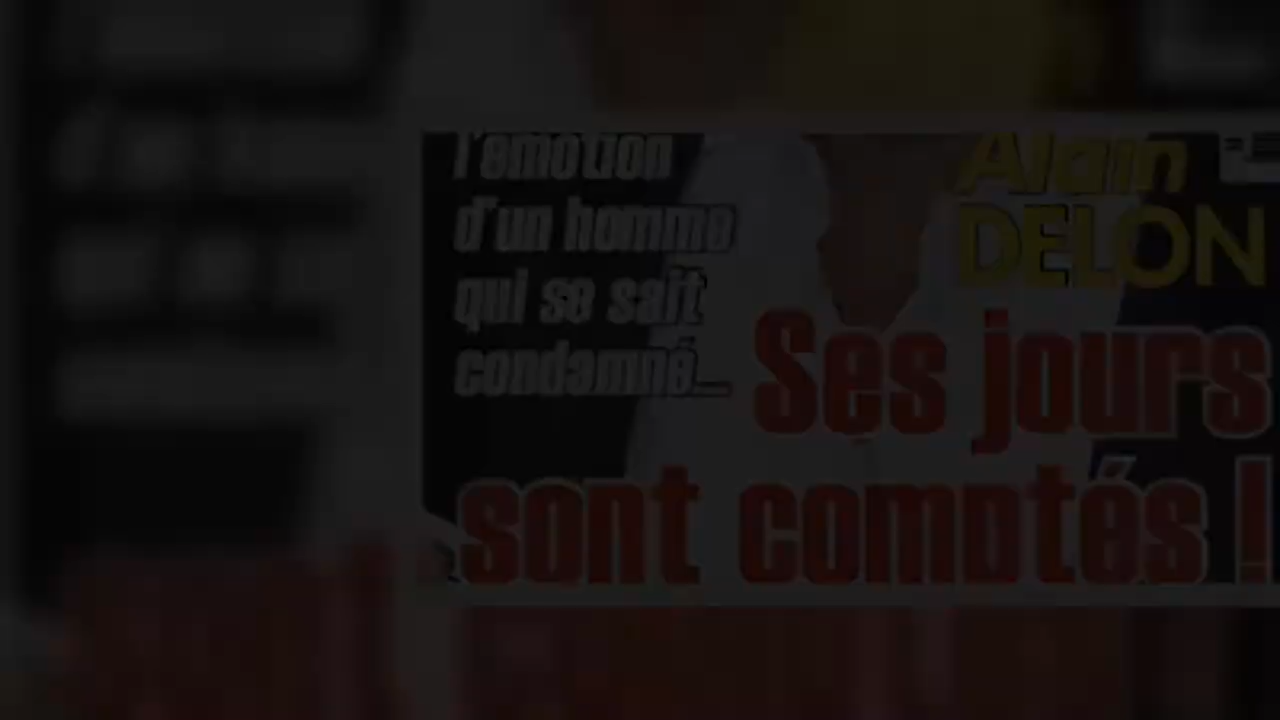 l'émotion
d'un homme
qui se sait
condamné...
Alain
DELON
Ses jours
sont comptés !